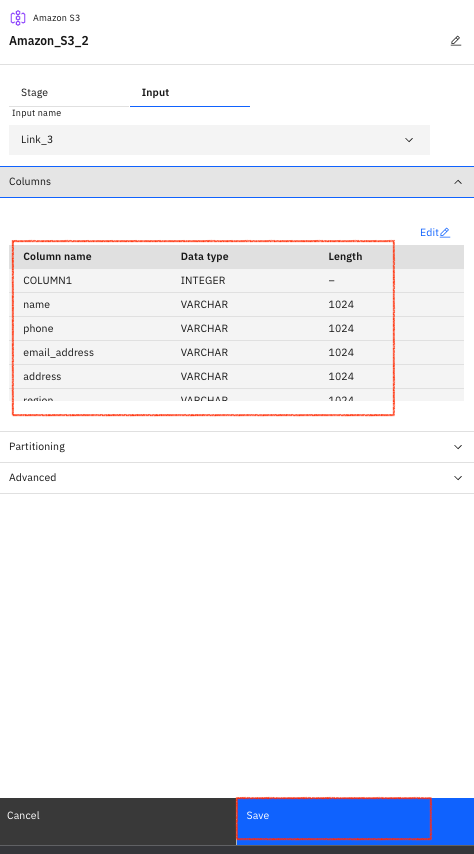 Amazon S3
Amazon_S3_2
Stage Input
Input name
Link_3
Columns
Edit
Column name Data type Length
COLUMN1 INTEGER –
name VARCHAR 1024
phone VARCHAR 1024
email_address VARCHAR 1024
address VARCHAR 1024
region VARCHAR 1024
Partitioning
Advanced
Cancel Save